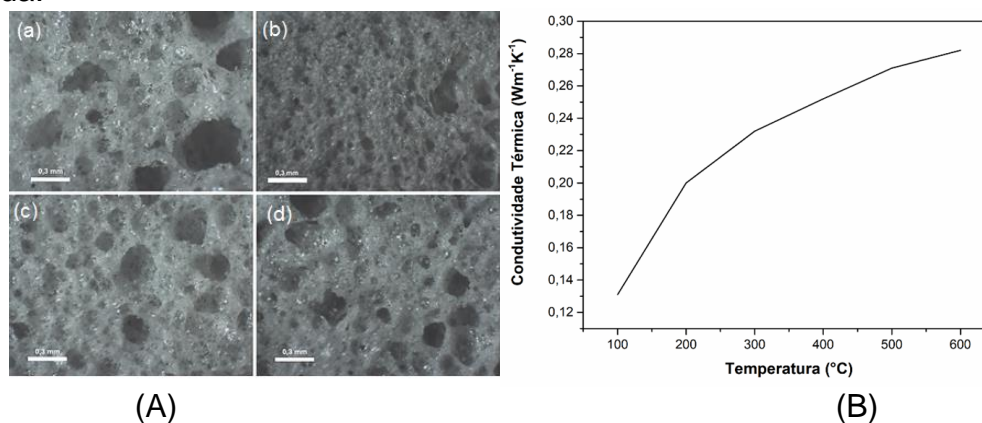 (a)
(b)
0,3 mm
0,3 mm
(c)
(d)
0,3 mm
0,3 mm
Condutividade Térmica (Wm⁻¹K⁻¹)
0,30
0,28
0,26
0,24
0,22
0,20
0,18
0,16
0,14
0,12
100 200 300 400 500 600
Temperatura (°C)
(A)
(B)